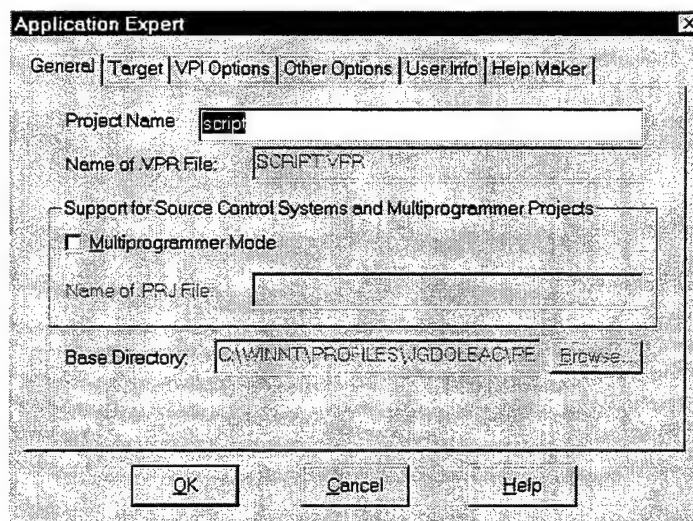 Application Expert
General Target VPI Options Other Options User Info Help Maker
Project Name script
Name of .VPR File: SCRIPT.VPR
Support for Source Control Systems and Multiprogrammer Projects
Multiprogrammer Mode
Name of .PRJ File:
Base Directory: C:\WINNT\PROFILES\JGDOLEAC\PE Browse...
OK Cancel Help